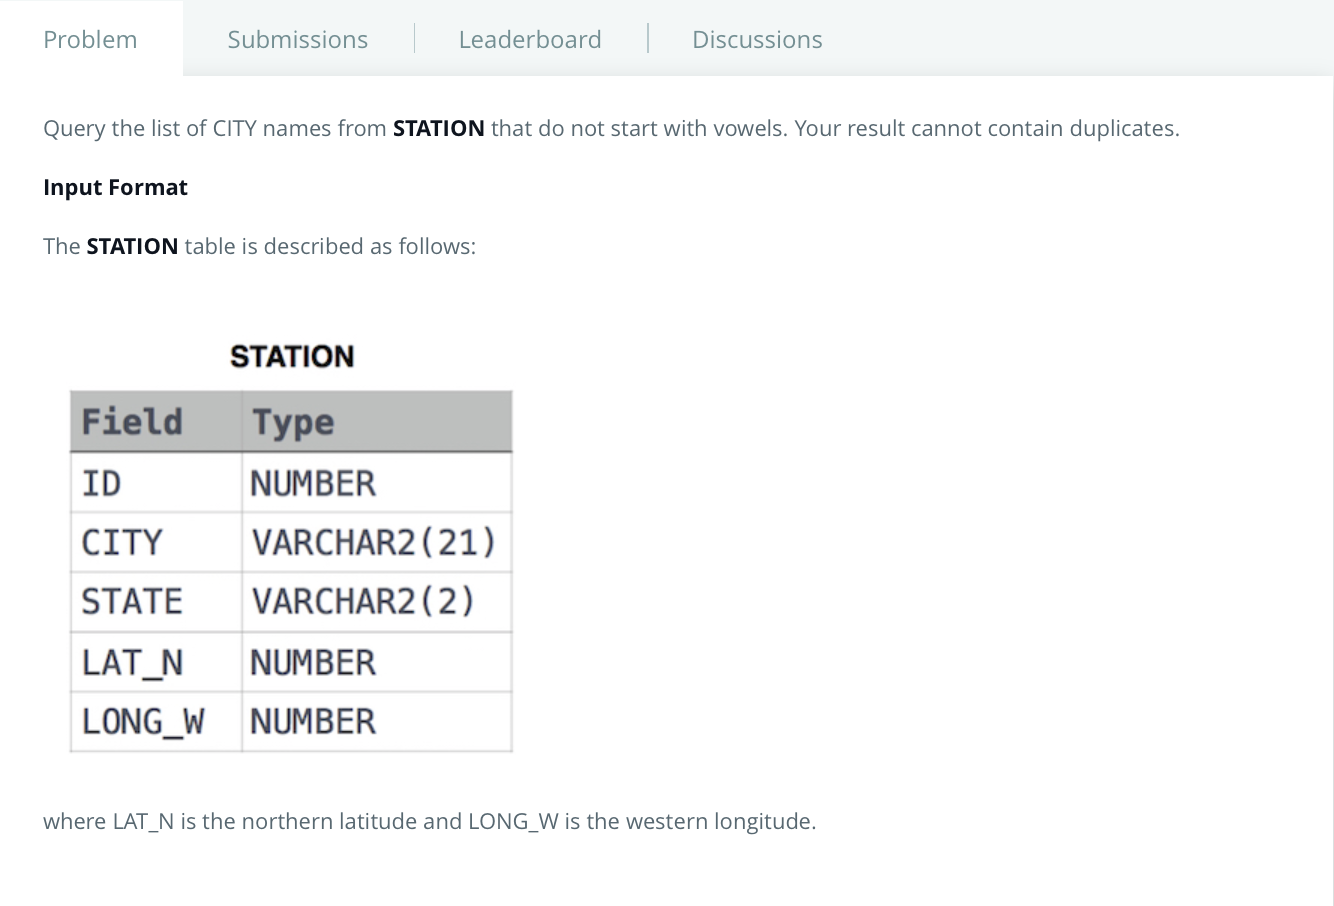 Problem Submissions Leaderboard Discussions
Query the list of CITY names from STATION that do not start with vowels. Your result cannot contain duplicates.
Input Format
The STATION table is described as follows:
STATION
Field Type
ID NUMBER
CITY VARCHAR2(21)
STATE VARCHAR2(2)
LAT_N NUMBER
LONG_W NUMBER
where LAT_N is the northern latitude and LONG_W is the western longitude.